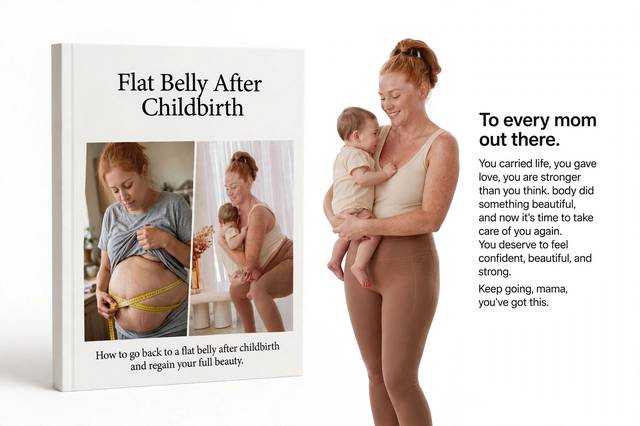 Flat Belly After
Childbirth
How to go back to a flat belly after childbirth
and regain your full beauty.
To every mom
out there.
You carried life, you gave
love, you are stronger
than you think. body did
something beautiful,
and now it's time to take
care of you again.
You deserve to feel
confident, beautiful, and
strong.
Keep going, mama,
you've got this.